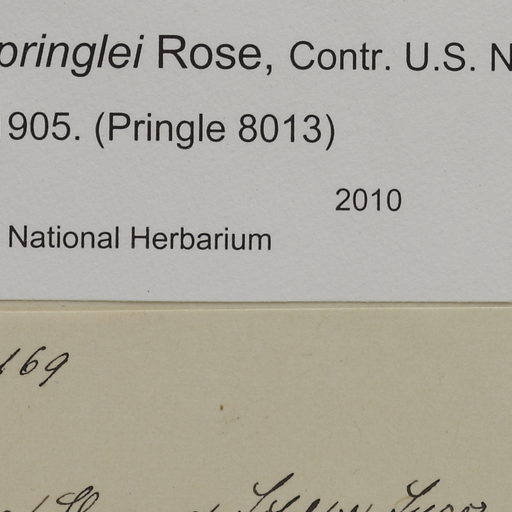 pringlei Rose, Contr. U.S. N
905. (Pringle 8013)
2010
National Herbarium
169